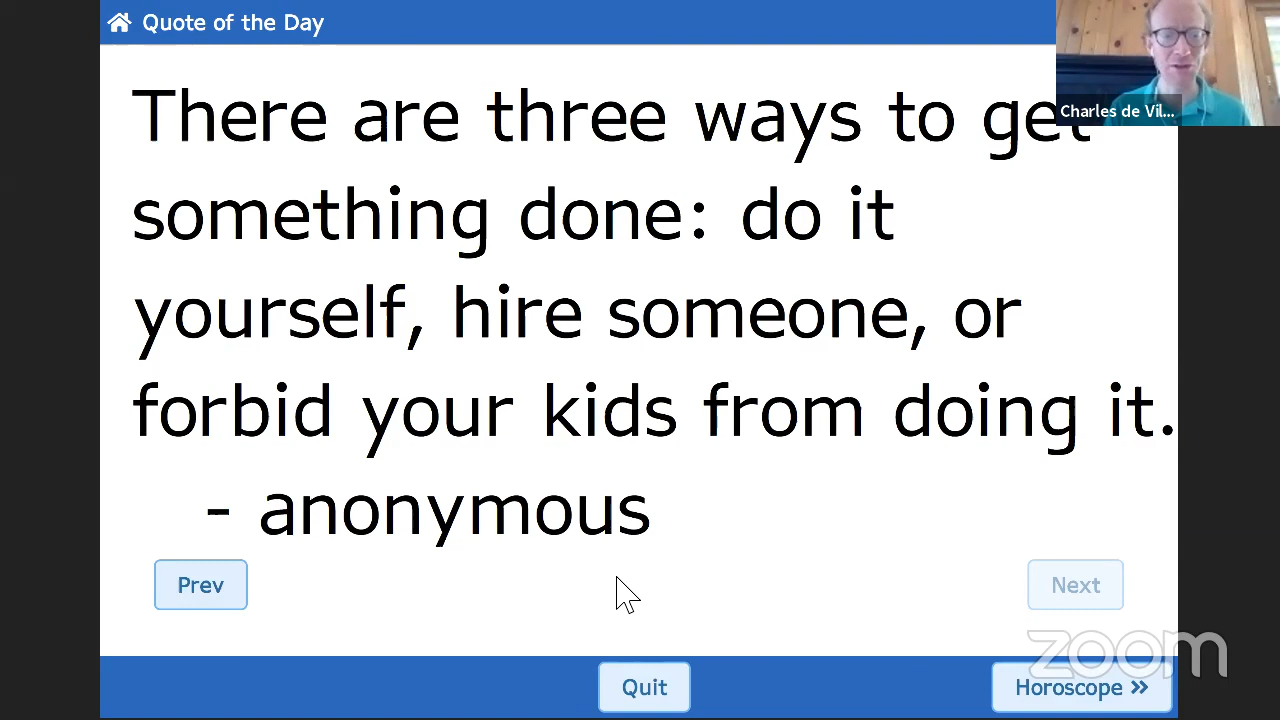 Quote of the Day
There are three ways to get
something done: do it
yourself, hire someone, or
forbid your kids from doing it.
- anonymous
Charles de Vil...
Prev
Next
zoom
Quit
Horoscope »